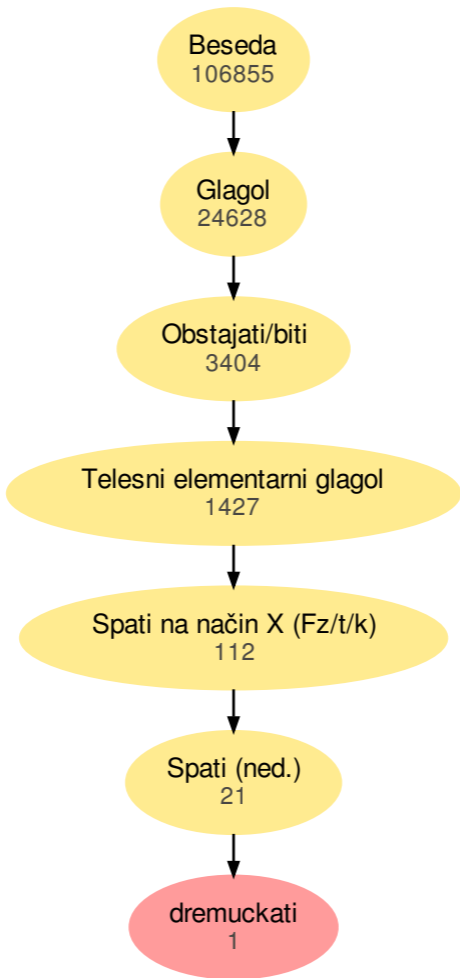 Beseda
106855
Glagol
24628
Obstajati/biti
3404
Telesni elementarni glagol
1427
Spati na način X (Fz/t/k)
112
Spati (ned.)
21
dremuckati
1